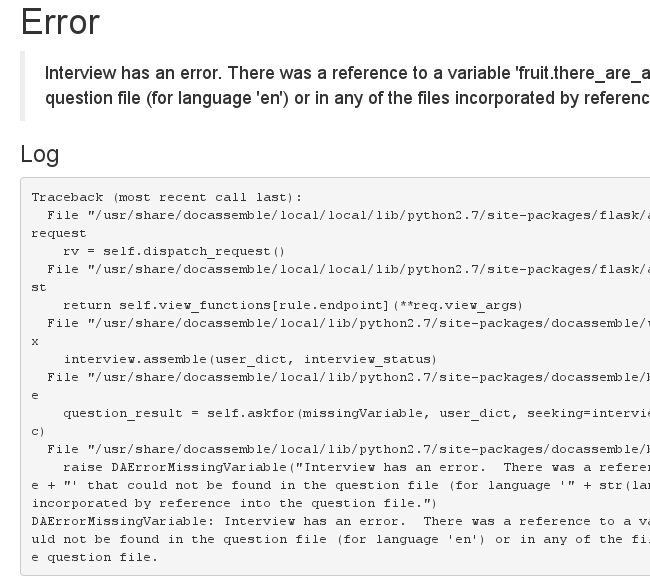 Error
Interview has an error. There was a reference to a variable 'fruit.there_are_a
question file (for language 'en') or in any of the files incorporated by referenc
Log
Traceback (most recent call last):
  File "/usr/share/docassemble/local/local/lib/python2.7/site-packages/flask/a
request
    rv = self.dispatch_request()
  File "/usr/share/docassemble/local/local/lib/python2.7/site-packages/flask/a
st
    return self.view_functions[rule.endpoint](**req.view_args)
  File "/usr/share/docassemble/local/local/lib/python2.7/site-packages/docassemble/w
x
    interview.assemble(user_dict, interview_status)
  File "/usr/share/docassemble/local/local/lib/python2.7/site-packages/docassemble/b
e
    question_result = self.askfor(missingVariable, user_dict, seeking=intervie
c)
  File "/usr/share/docassemble/local/local/lib/python2.7/site-packages/docassemble/b
    raise DAErrorMissingVariable("Interview has an error.  There was a referen
e + "' that could not be found in the question file (for language '" + str(lan
incorporated by reference into the question file.")
DAErrorMissingVariable: Interview has an error.  There was a reference to a va
uld not be found in the question file (for language 'en') or in any of the fil
e question file.